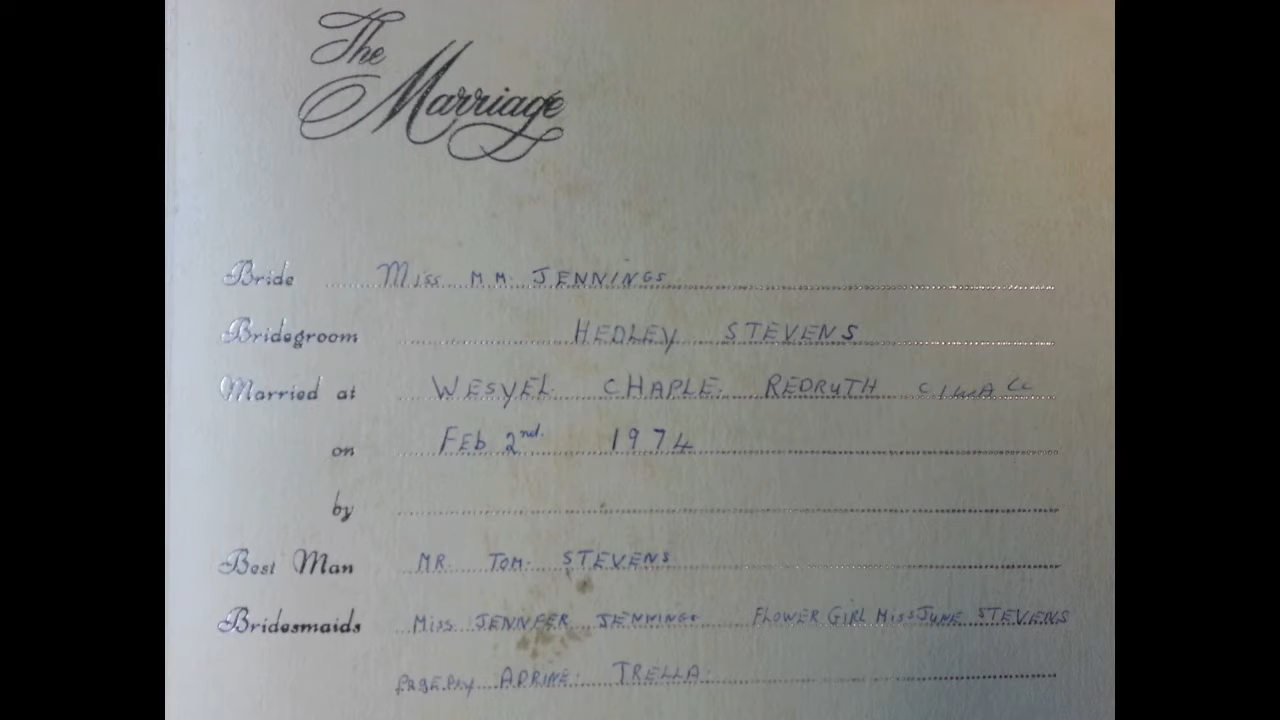 The
Marriage
Bride Miss M M. JENNINGS
Bridegroom HEDLEY STEVENS
Married at WESYEL CHAPLE. REDRUTH
on FEb 2nd. 1974
by
Best Man MR. TOM. STEVENS
Bridesmaids Miss JENNFER JENNINGS FLOWER GIRL MISS JUNE STEVENS
ADRINE. TRELLA.